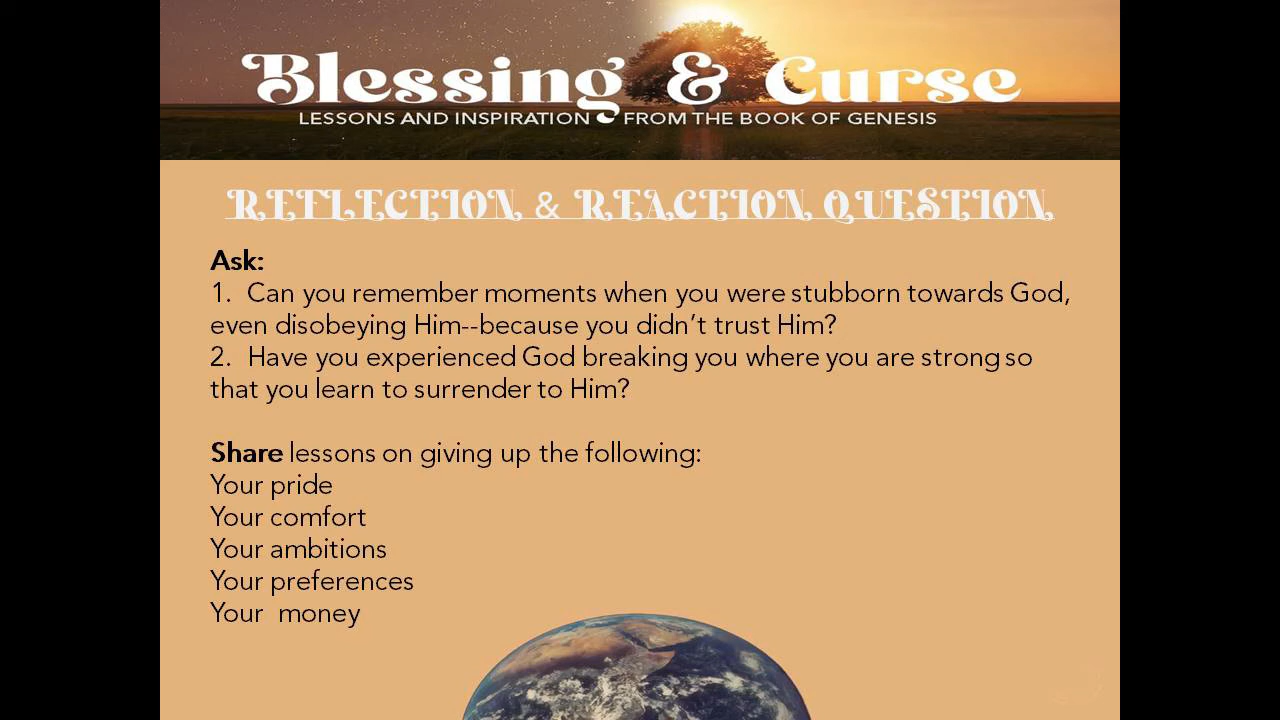 Blessing & Curse
LESSONS AND INSPIRATION FROM THE BOOK OF GENESIS
REFLECTION & REACTION QUESTION
Ask:
1. Can you remember moments when you were stubborn towards God,
even disobeying Him--because you didn't trust Him?
2. Have you experienced God breaking you where you are strong so
that you learn to surrender to Him?
Share lessons on giving up the following:
Your pride
Your comfort
Your ambitions
Your preferences
Your money